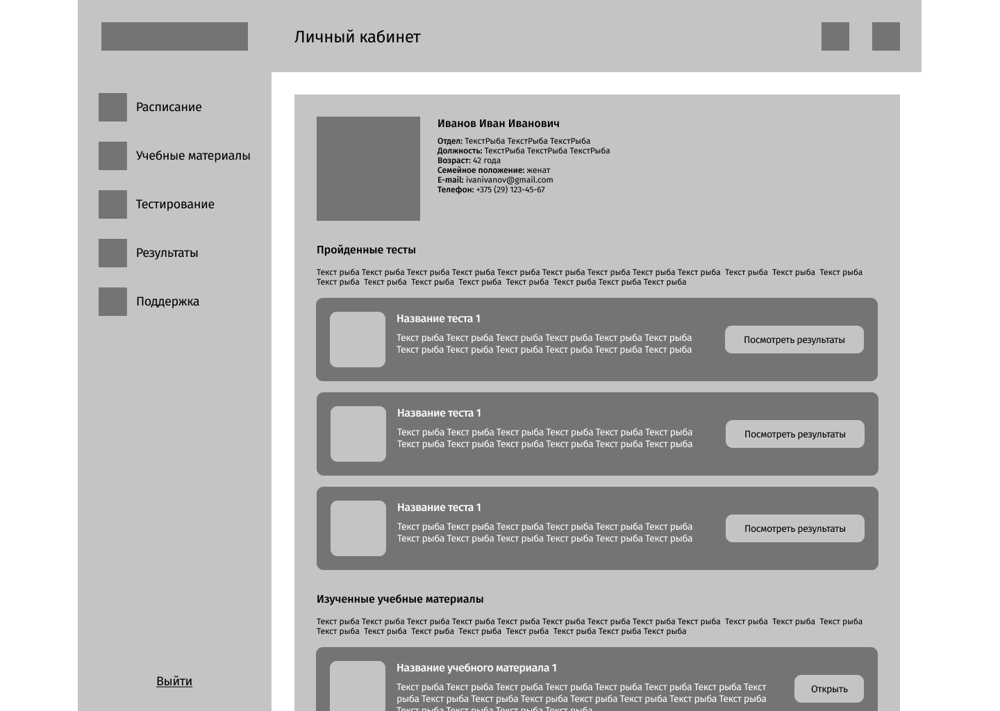 Личный кабинет
Расписание
Учебные материалы
Тестирование
Результаты
Поддержка
Выйти
Иванов Иван Иванович
Отдел: ТекстРыба ТекстРыба ТекстРыба
Должность: ТекстРыба ТекстРыба ТекстРыба
Возраст: 42 года
Семейное положение: женат
E-mail: ivanivanov@gmail.com
Телефон: +375 (29) 123-45-67
Пройденные тесты
Текст рыба Текст рыба Текст рыба Текст рыба Текст рыба Текст рыба Текст рыба Текст рыба Текст рыба Текст рыба Текст рыба Текст рыба
Текст рыба Текст рыба Текст рыба Текст рыба Текст рыба Текст рыба Текст рыба Текст рыба
Название теста 1
Текст рыба Текст рыба Текст рыба Текст рыба Текст рыба Текст рыба
Текст рыба Текст рыба Текст рыба Текст рыба Текст рыба Текст рыба
Посмотреть результаты
Название теста 1
Текст рыба Текст рыба Текст рыба Текст рыба Текст рыба Текст рыба
Текст рыба Текст рыба Текст рыба Текст рыба Текст рыба Текст рыба
Посмотреть результаты
Название теста 1
Текст рыба Текст рыба Текст рыба Текст рыба Текст рыба Текст рыба
Текст рыба Текст рыба Текст рыба Текст рыба Текст рыба Текст рыба
Посмотреть результаты
Изученные учебные материалы
Текст рыба Текст рыба Текст рыба Текст рыба Текст рыба Текст рыба Текст рыба Текст рыба Текст рыба Текст рыба Текст рыба Текст рыба
Текст рыба Текст рыба Текст рыба Текст рыба Текст рыба Текст рыба Текст рыба Текст рыба
Название учебного материала 1
Текст рыба Текст рыба Текст рыба Текст рыба Текст рыба Текст рыба Текст рыба Текст
рыба Текст рыба Текст рыба Текст рыба Текст рыба Текст рыба Текст рыба Текст рыба
Текст рыба Текст рыба Текст рыба Текст рыба
Открыть